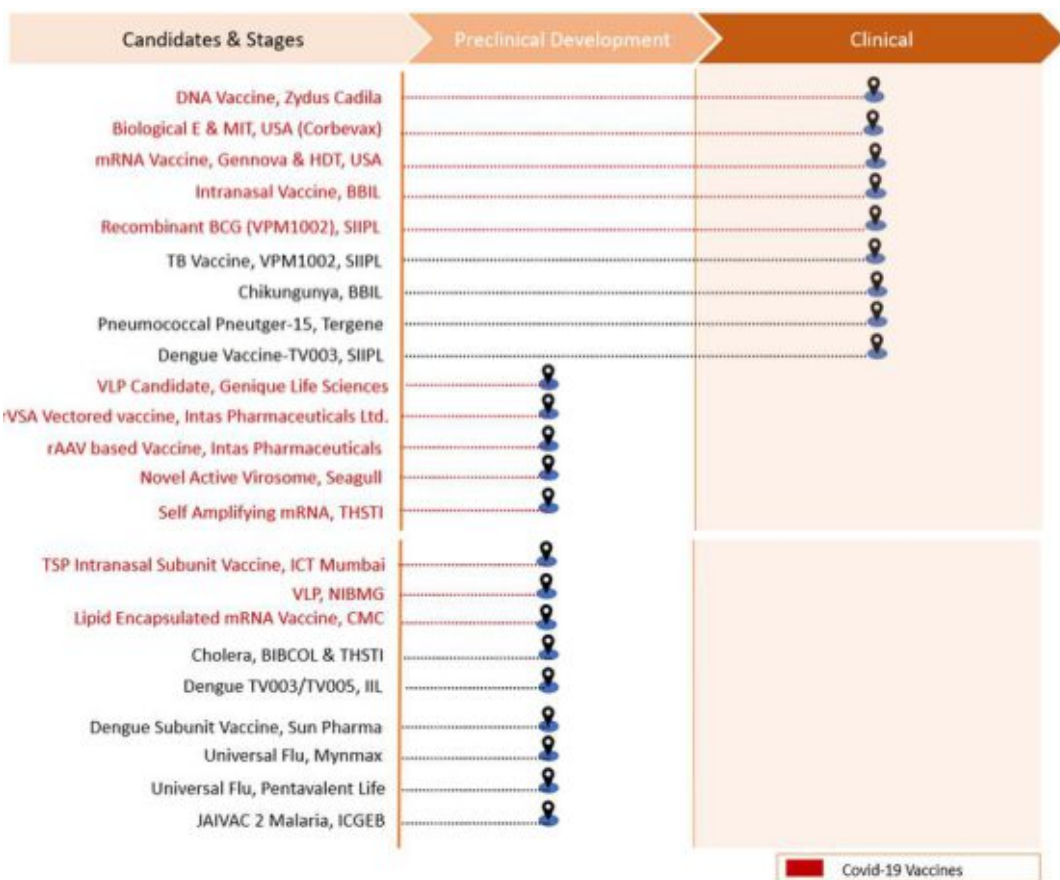 Candidates & Stages
Preclinical Development
Clinical
DNA Vaccine, Zydus Cadila
Biological E & MIT, USA (Corbevax)
mRNA Vaccine, Gennova & HDT, USA
Intranasal Vaccine, BBIL
Recombinant BCG (VPM1002), SIIPL
TB Vaccine, VPM1002, SIIPL
Chikungunya, BBIL
Pneumococcal Pneutger-15, Tergene
Dengue Vaccine-TV003, SIIPL
VLP Candidate, Genique Life Sciences
rVSA Vectored vaccine, Intas Pharmaceuticals Ltd.
rAAV based Vaccine, Intas Pharmaceuticals
Novel Active Virosome, Seagull
Self Amplifying mRNA, THSTI
TSP Intranasal Subunit Vaccine, ICT Mumbai
VLP, NIBMG
Lipid Encapsulated mRNA Vaccine, CMC
Cholera, BIBCOL & THSTI
Dengue TV003/TV005, IIL
Dengue Subunit Vaccine, Sun Pharma
Universal Flu, Mynmax
Universal Flu, Pentavalent Life
JAIVAC 2 Malaria, ICGEB
Covid-19 Vaccines